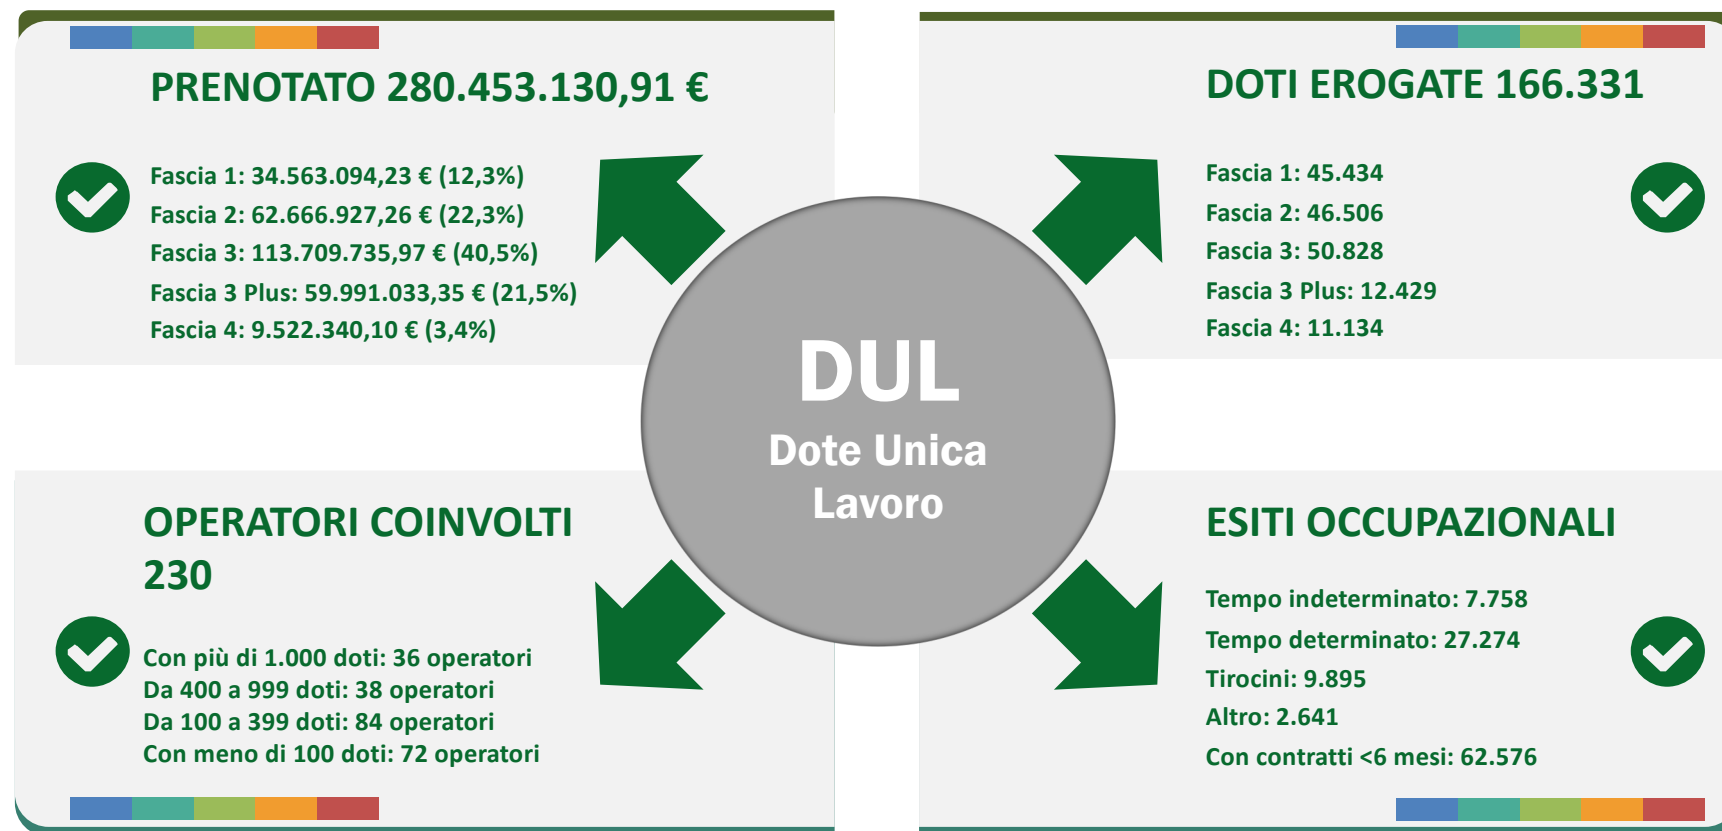 PRENOTATO 280.453.130,91 €
Fascia 1: 34.563.094,23 € (12,3%)
Fascia 2: 62.666.927,26 € (22,3%)
Fascia 3: 113.709.735,97 € (40,5%)
Fascia 3 Plus: 59.991.033,35 € (21,5%)
Fascia 4: 9.522.340,10 € (3,4%)
DOTI EROGATE 166.331
Fascia 1: 45.434
Fascia 2: 46.506
Fascia 3: 50.828
Fascia 3 Plus: 12.429
Fascia 4: 11.134
DUL
Dote Unica
Lavoro
OPERATORI COINVOLTI
230
Con più di 1.000 doti: 36 operatori
Da 400 a 999 doti: 38 operatori
Da 100 a 399 doti: 84 operatori
Con meno di 100 doti: 72 operatori
ESITI OCCUPAZIONALI
Tempo indeterminato: 7.758
Tempo determinato: 27.274
Tirocini: 9.895
Altro: 2.641
Con contratti <6 mesi: 62.576